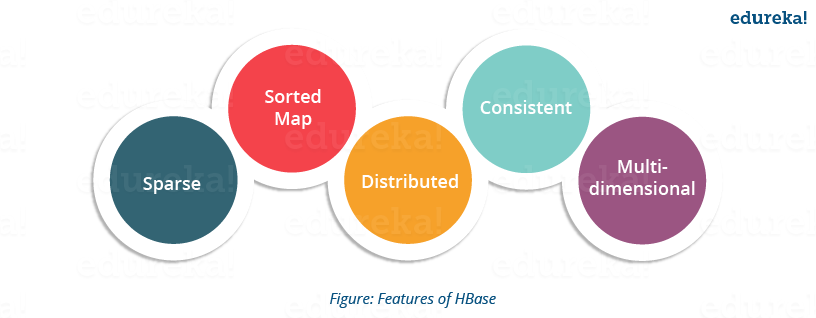 edureka!
Sparse
Sorted
Map
Distributed
Consistent
Multi-
dimensional
Figure: Features of HBase